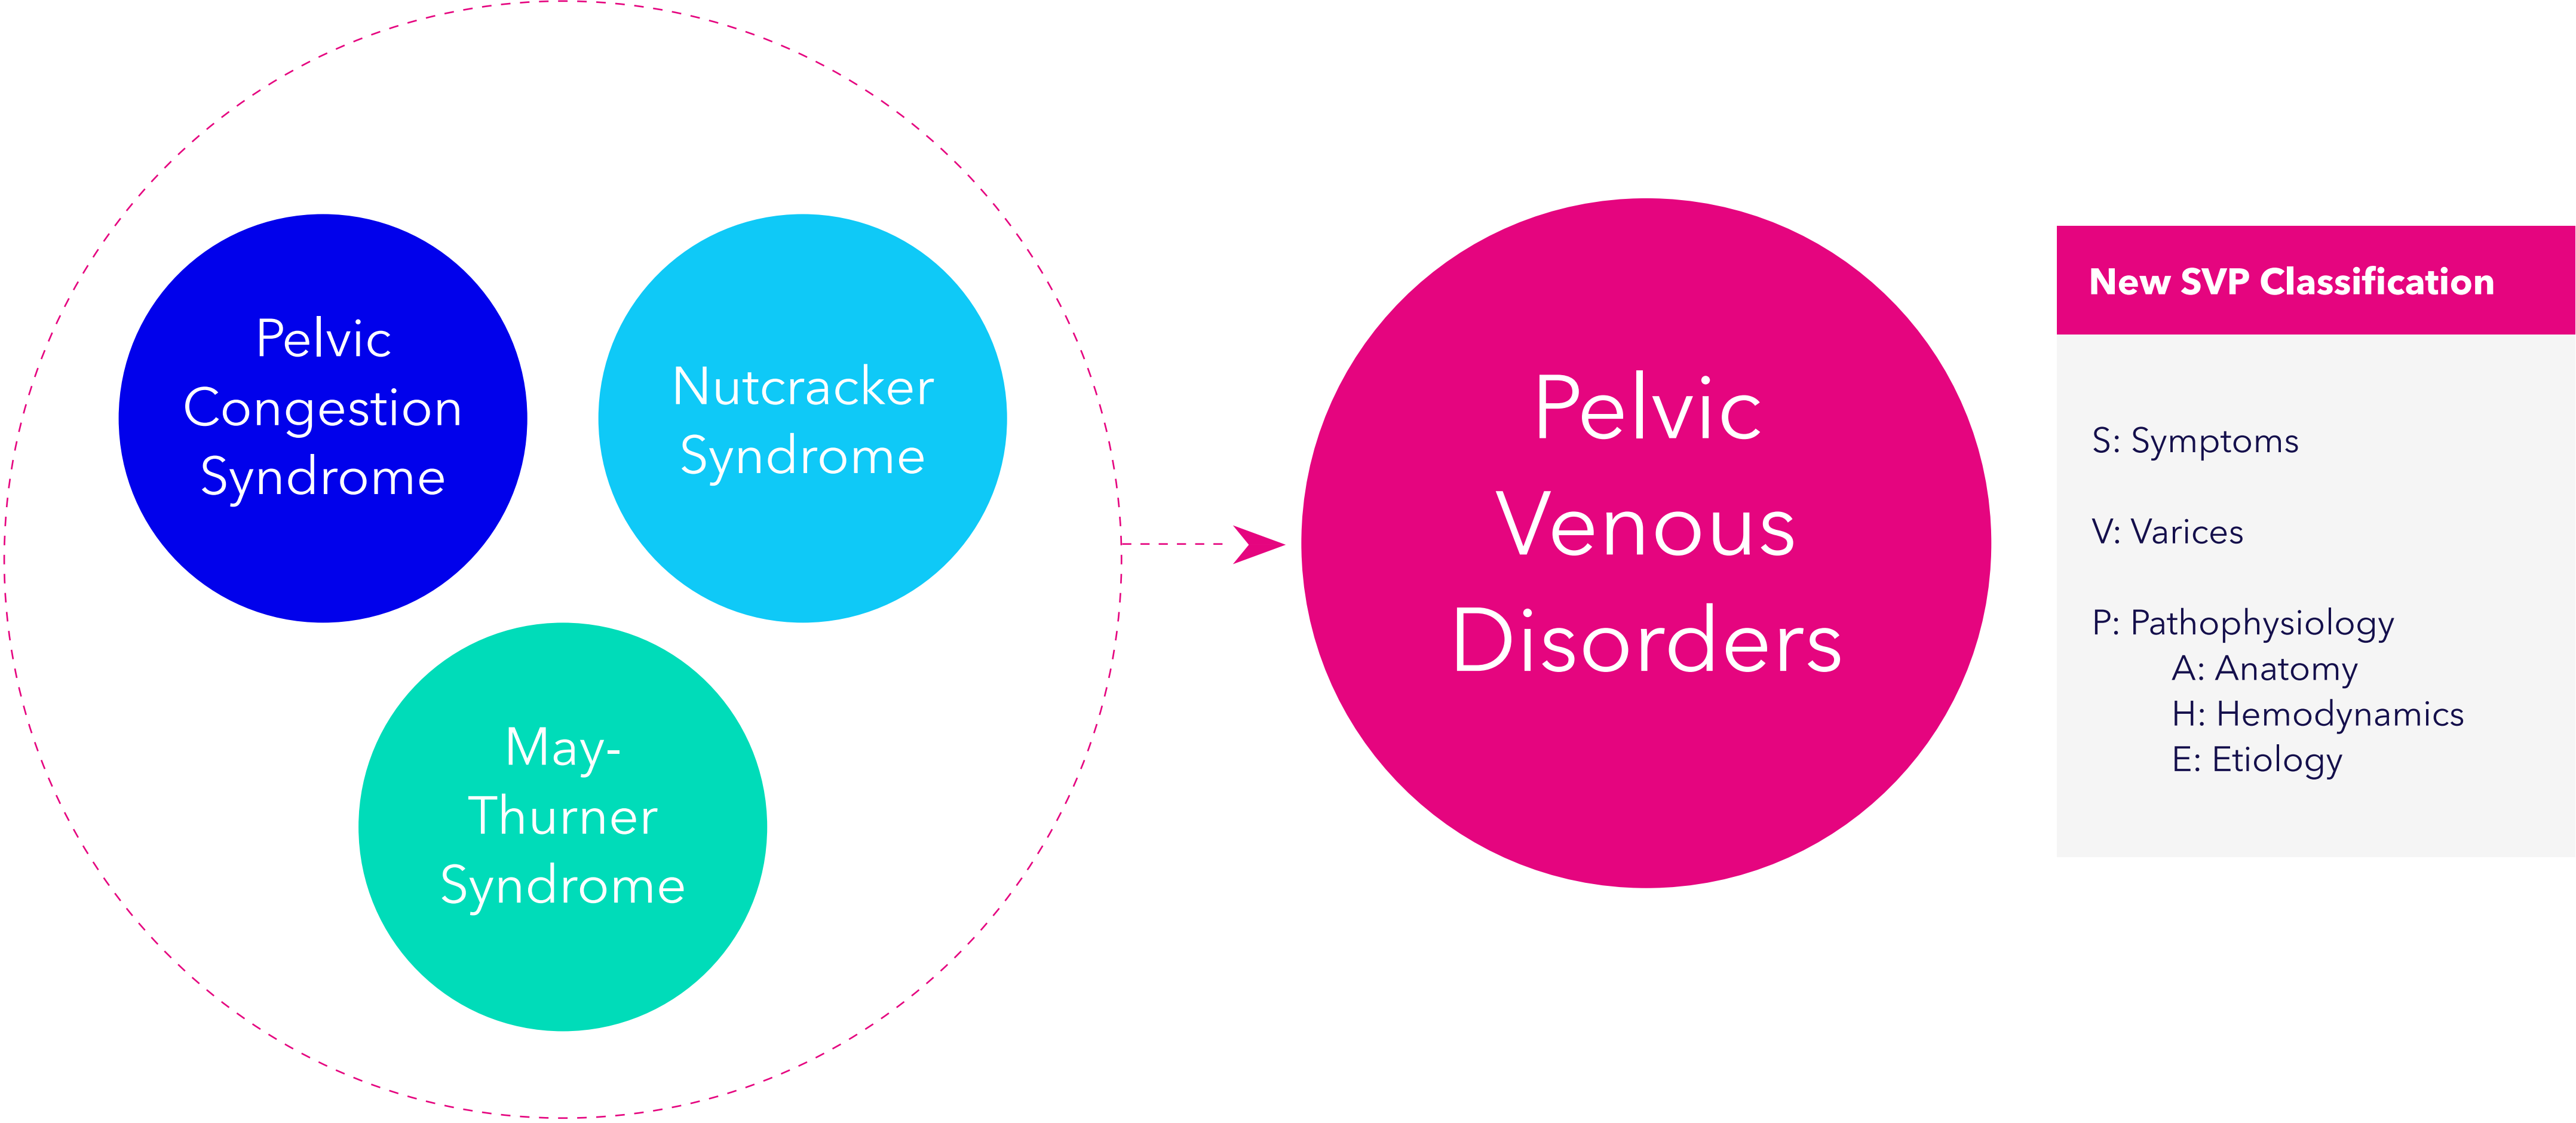 Pelvic
Congestion
Syndrome
Nutcracker
Syndrome
May-
Thurner
Syndrome
Pelvic
Venous
Disorders
New SVP Classification
S: Symptoms
V: Varices
P: Pathophysiology
A: Anatomy
H: Hemodynamics
E: Etiology